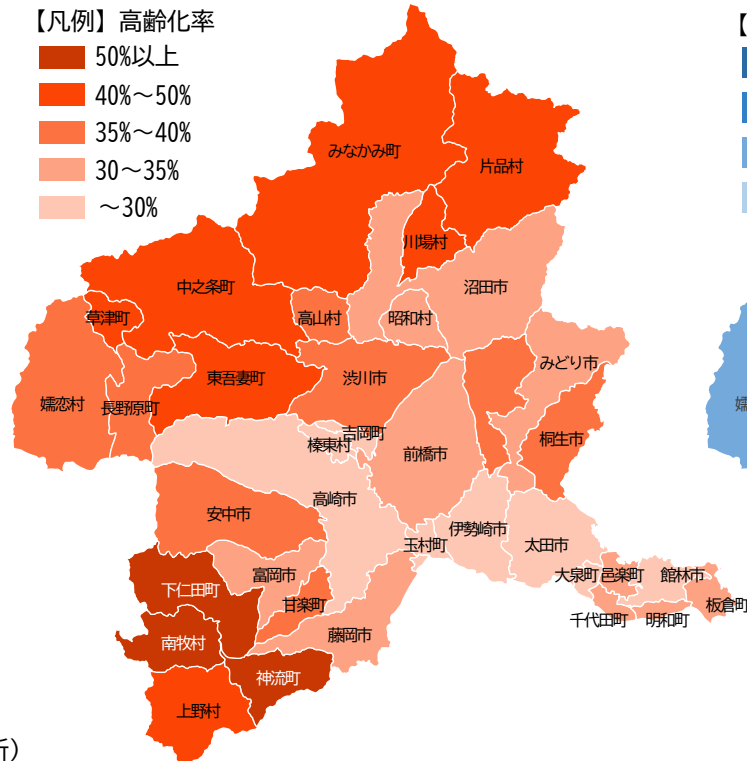 【凡例】高齢化率
50%以上
40%～50%
35%～40%
30～35%
～30%
【
みなかみ町
片品村
川場村
中之条町
沼田市
草津町
高山村
昭和村
みどり市
東吾妻町
渋川市
嬬恋村
長野原町
吉岡町
桐生市
榛東村
前橋市
高崎市
安中市
伊勢崎市
玉村町
太田市
富岡市
大泉町
邑楽町
館林市
下仁田町
甘楽町
板倉町
千代田町
明和町
藤岡市
南牧村
神流町
上野村
所）
嬬